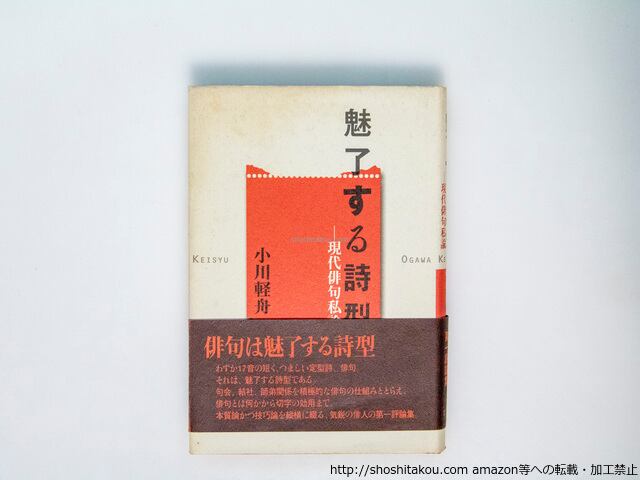 魅了する詩型
―現代俳句私
小川軽舟
KEISYU
OGAWA K
現代俳句私論
俳句は魅了する詩型
わずか17音の短く、つましい定型詩、俳句
それは、魅了する詩型である
句会、結社、師弟関係を積極的な俳句の仕組みととらえ、
俳句とは何かから切字の効用まで、
本質論かつ技巧論を縦横に綴る、気鋭の俳人の第一評論集
http://shoshitakou.com amazon等への転載・加工禁止